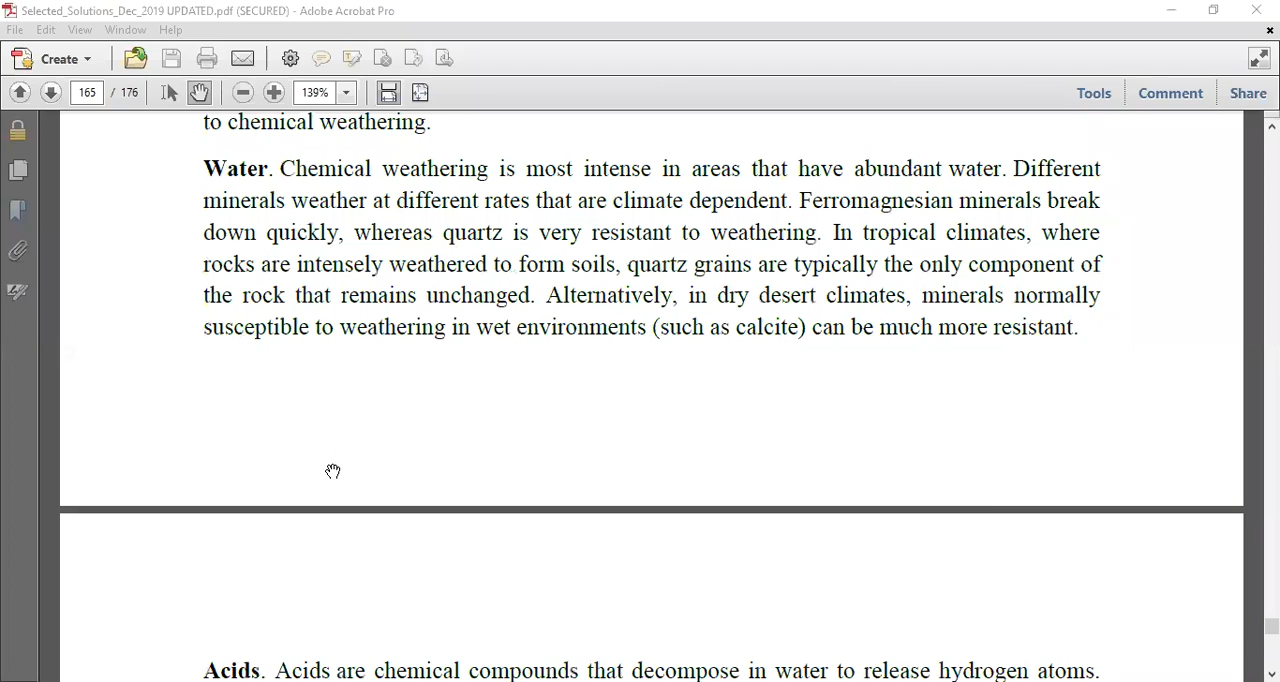 Selected_Solutions_Dec_2019 UPDATED.pdf (SECURED) - Adobe Acrobat Pro
File Edit View Window Help
Create
165 / 176 139% Tools Comment Share
to chemical weathering.
Water. Chemical weathering is most intense in areas that have abundant water. Different
minerals weather at different rates that are climate dependent. Ferromagnesian minerals break
down quickly, whereas quartz is very resistant to weathering. In tropical climates, where
rocks are intensely weathered to form soils, quartz grains are typically the only component of
the rock that remains unchanged. Alternatively, in dry desert climates, minerals normally
susceptible to weathering in wet environments (such as calcite) can be much more resistant.
Acids. Acids are chemical compounds that decompose in water to release hydrogen atoms.